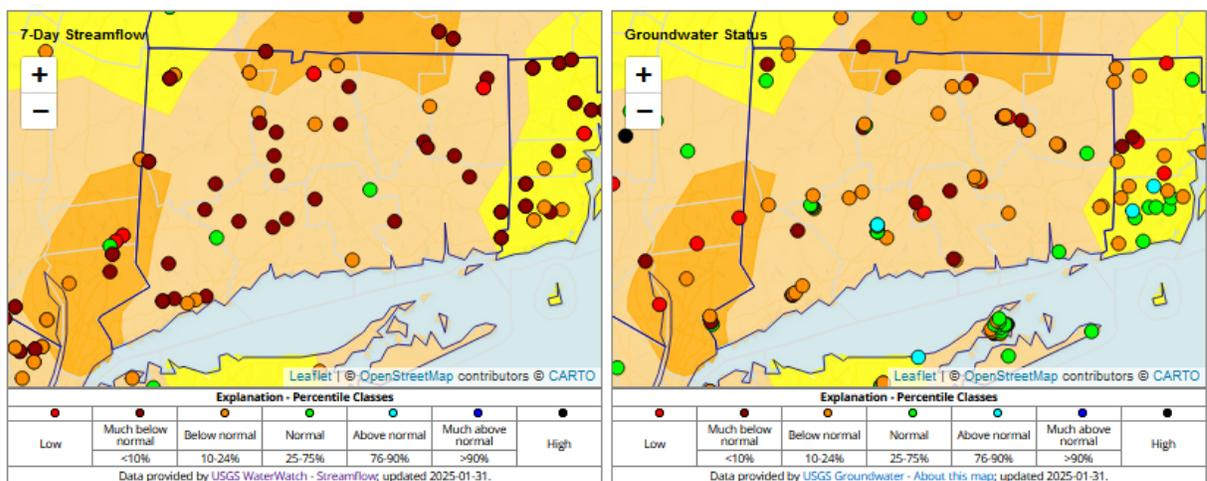 7-Day Streamflow
+
−
Leaflet | © OpenStreetMap contributors © CARTO
Explanation - Percentile Classes
Low
Much below normal
Below normal
Normal
Above normal
Much above normal
High
<10%
10-24%
25-75%
76-90%
>90%
Data provided by USGS WaterWatch - Streamflow; updated 2025-01-31.
Groundwater Status
+
−
Leaflet | © OpenStreetMap contributors © CARTO
Explanation - Percentile Classes
Low
Much below normal
Below normal
Normal
Above normal
Much above normal
High
<10%
10-24%
25-75%
76-90%
>90%
Data provided by USGS Groundwater - About this map; updated 2025-01-31.